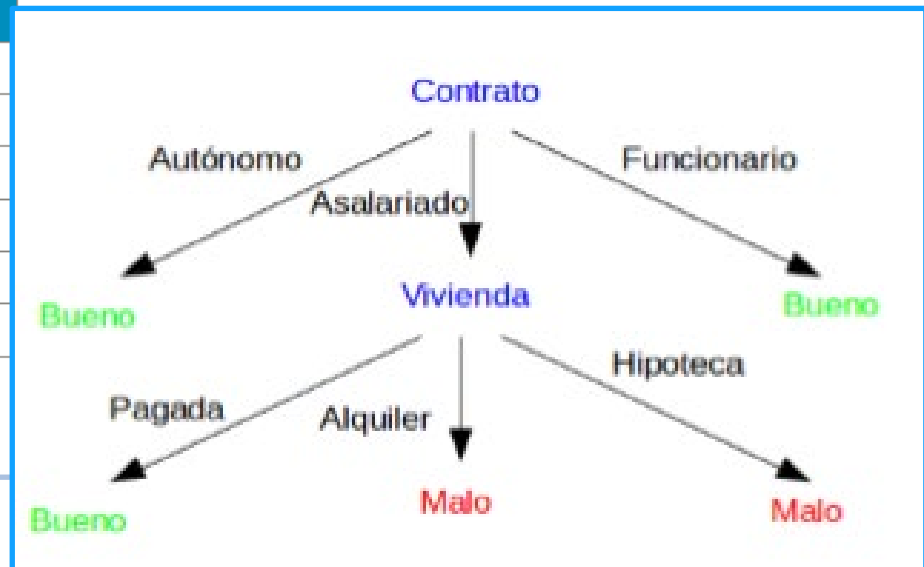 Contrato
Autónomo
Funcionario
Asalariado
Vivienda
Bueno
Bueno
Hipoteca
Pagada
Alquiler
Malo
Malo
Bueno